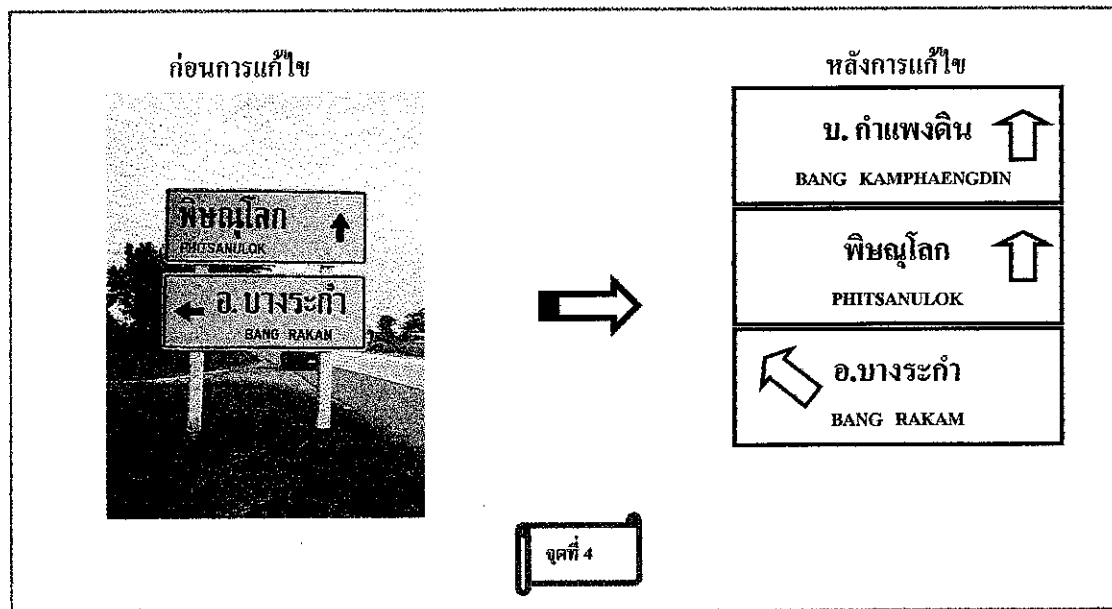 ก่อนการแก้ไข
พิษณุโลก
PHITSANULOK
อ.บางระกำ
BANG RAKAM
หลังการแก้ไข
บ. กำแพงดิน
BANG KAMPHAENGDIN
พิษณุโลก
PHITSANULOK
อ.บางระกำ
BANG RAKAM
จุดที่ 4